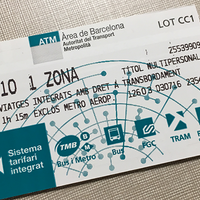 ATM Àrea de Barcelona LOT CC1
Autoritat del Transport
Metropolità
10 1 ZONA
TÍTOL MULTIPERSONAL
VIATGES INTEGRATS AMB DRET A TRANSBORDAMENT
1h 15m EXCLÒS METRO AEROP
Sistema
tarifari
integrat
TMB M
Bus / Metro Bus FGC TRAM